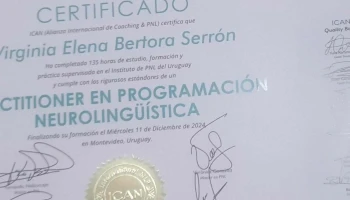 CERTIFICADO
ICAN (Alianza Internacional de Coaching & PNL) certifica que
Virginia Elena Bertora Serrón
Ha completado 135 horas de estudio, formación y
práctica supervisada en el Instituto de PNL del Uruguay
y cumple con los rigurosos estándares de un
ACTITIONER EN PROGRAMACIÓN
NEUROLINGÜÍSTICA
Finalizando su formación el Miércoles 11 de Diciembre de 2024
en Montevideo, Uruguay
ICAN
ICAN
Quality